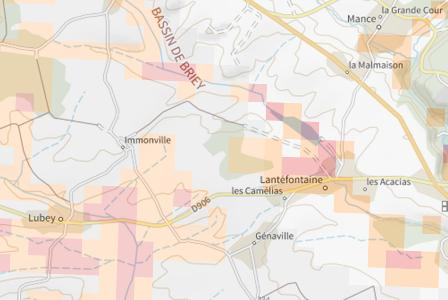 la Grande Cour
Mance
BASSIN DE BRIEY
la Malmaison
Immonville
Lantéfontaine
les Acacias
les Camélias
D906
Lubey
Génaville